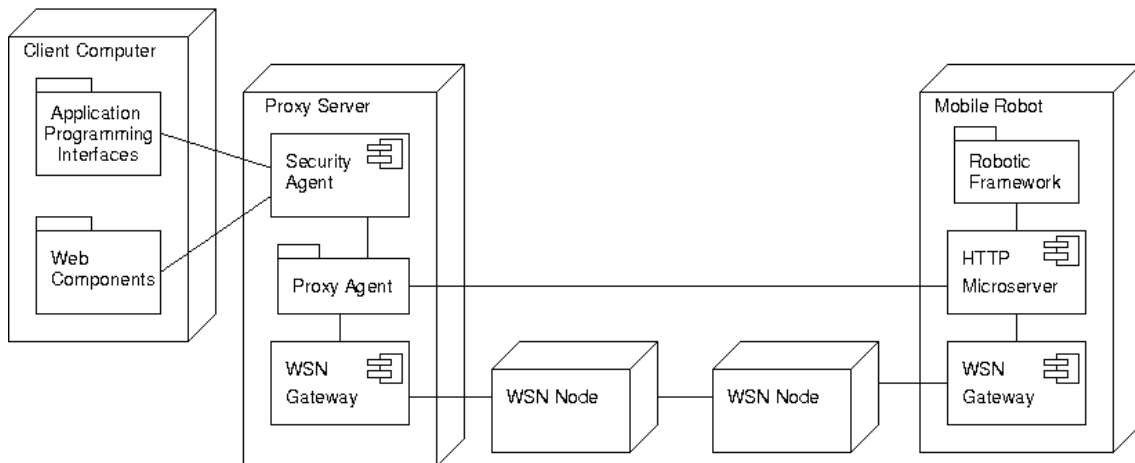 Client Computer
Application
Programming
Interfaces
Web
Components
Proxy Server
Security
Agent
Proxy Agent
WSN
Gateway
WSN Node
WSN Node
Mobile Robot
Robotic
Framework
HTTP
Microserver
WSN
Gateway